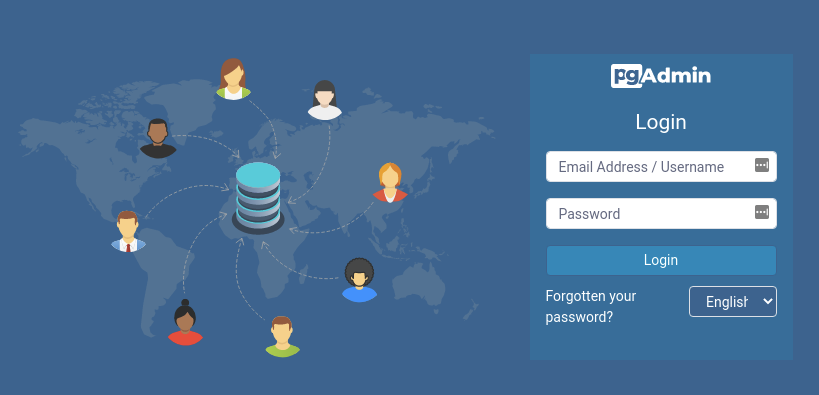 pgAdmin
Login
Email Address / Username
Password
Login
Forgotten your
password?
English